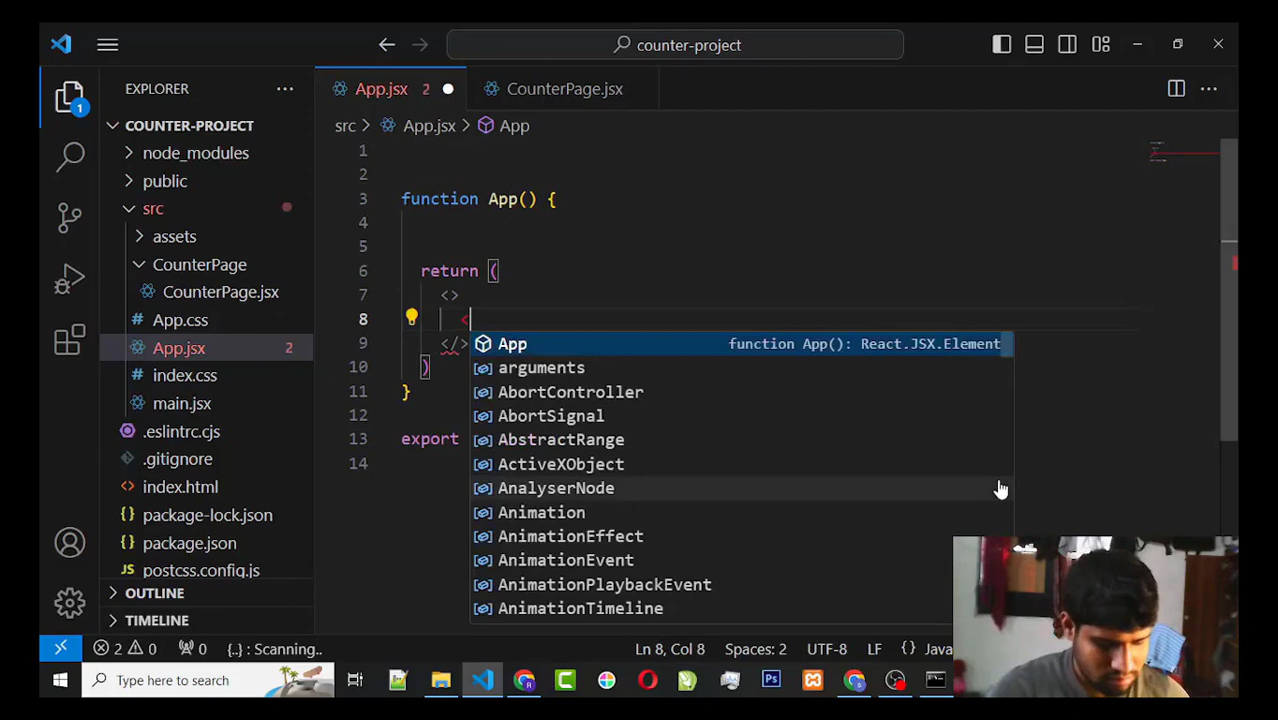 counter-project
EXPLORER
App.jsx 2
CounterPage.jsx
COUNTER-PROJECT
src > App.jsx > App
node_modules
public
src
assets
CounterPage
CounterPage.jsx
App.css
App.jsx 2
index.css
main.jsx
.eslintrc.cjs
.gitignore
index.html
package-lock.json
package.json
postcss.config.js
OUTLINE
TIMELINE
1
2
3 function App() {
4
5
6 return (
7 <>
8 <
9 </>
10 )
11 }
12
13 export
14
App function App(): React.JSX.Element
arguments
AbortController
AbortSignal
AbstractRange
ActiveXObject
AnalyserNode
Animation
AnimationEffect
AnimationEvent
AnimationPlaybackEvent
AnimationTimeline
1
2 0 0 {..} : Scanning.. Ln 8, Col 8 Spaces: 2 UTF-8 LF {} Java
Type here to search